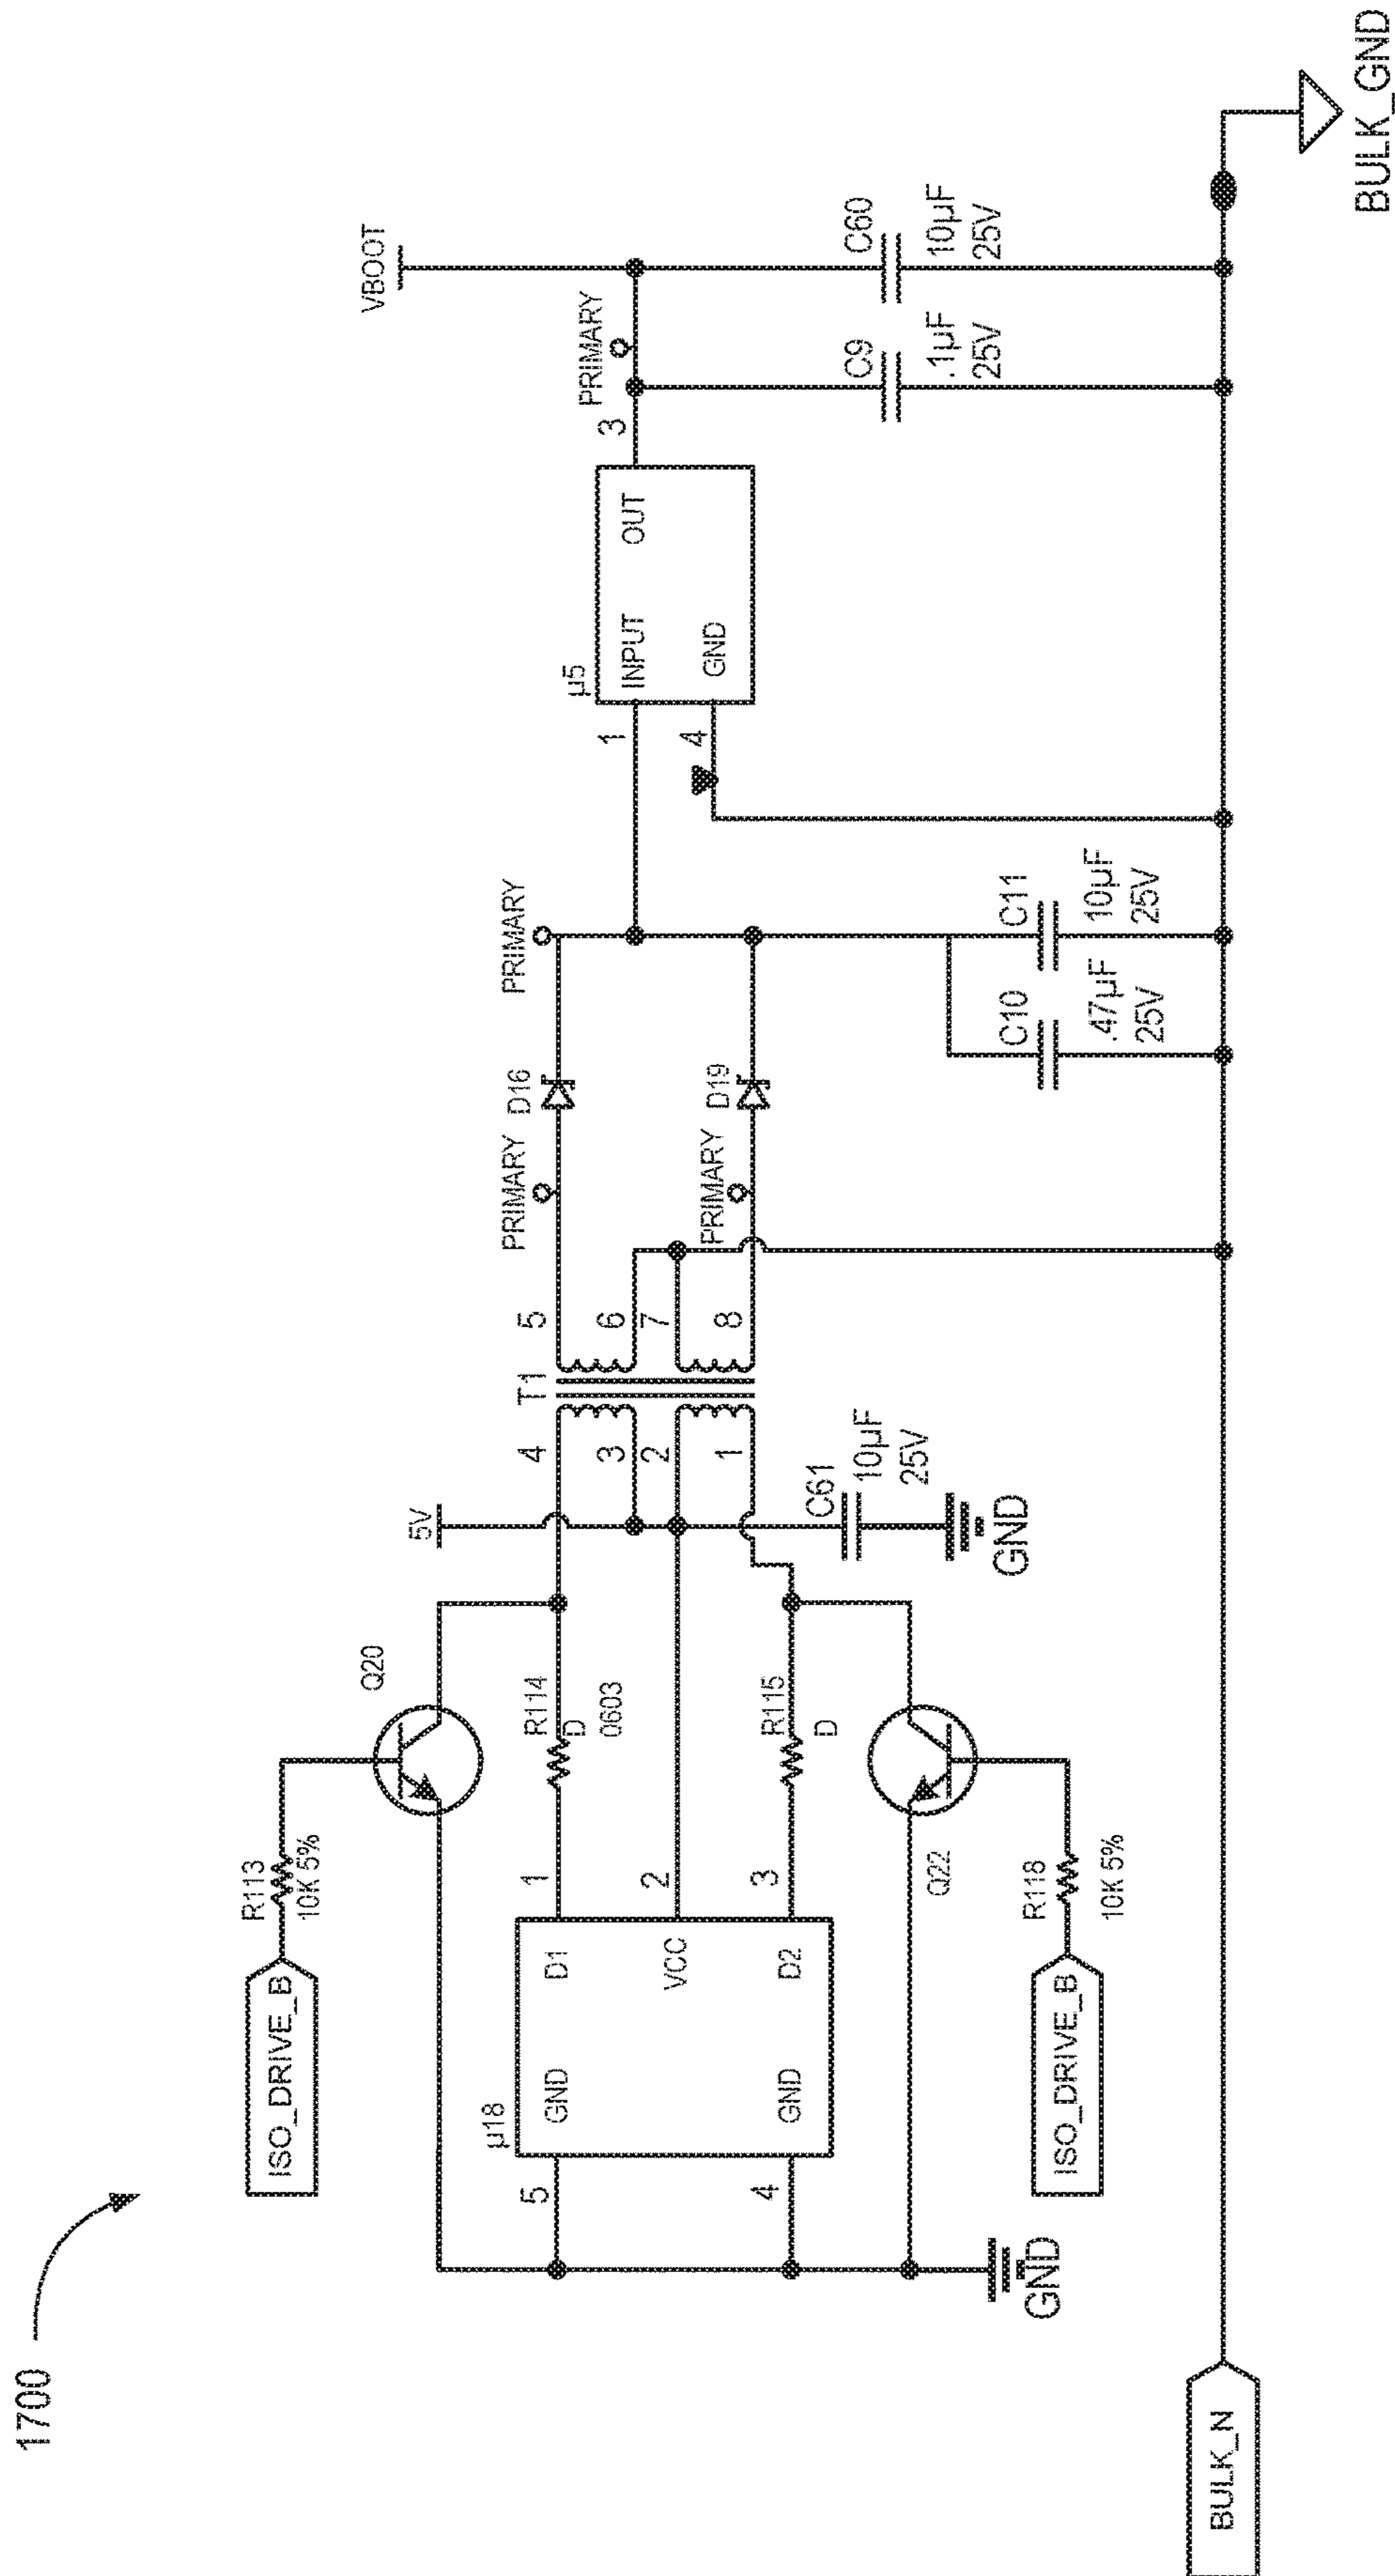 1700
ISO_DRIVE_B
R113
10K 5%
Q20
µ18
GND
D1
VCC
GND
D2
5
4
1
2
3
R114
D
0603
R115
D
Q22
ISO_DRIVE_B
R118
10K 5%
GND
5V
C61
10µF
25V
GND
T1
4
3
2
1
5
6
7
8
PRIMARY
D16
PRIMARY
PRIMARY
D19
C10
.47µF
25V
C11
10µF
25V
µ5
INPUT
OUT
GND
1
4
3
PRIMARY
VBOOT
C9
.1µF
25V
C60
10µF
25V
BULK_N
BULK_GND